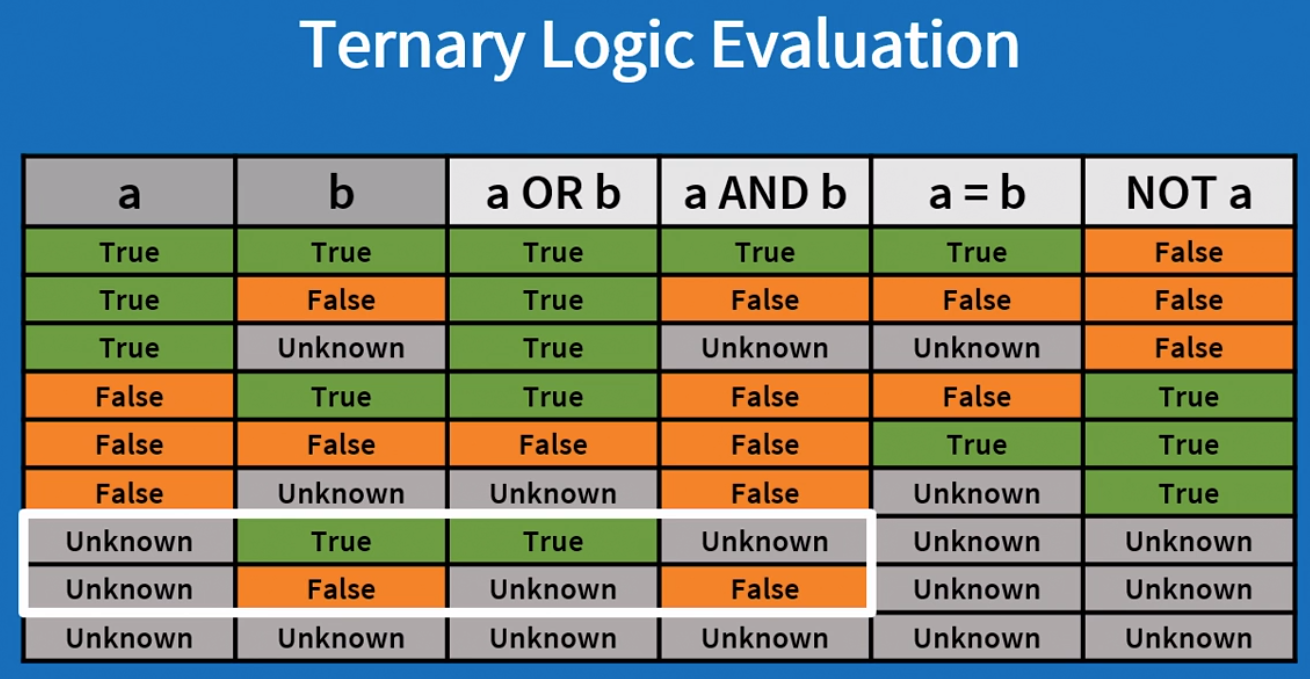 Ternary Logic Evaluation
a b a OR b a AND b a = b NOT a
True True True True True False
True False True False False False
True Unknown True Unknown Unknown False
False True True False False True
False False False False True True
False Unknown Unknown False Unknown True
Unknown True True Unknown Unknown Unknown
Unknown False Unknown False Unknown Unknown
Unknown Unknown Unknown Unknown Unknown Unknown